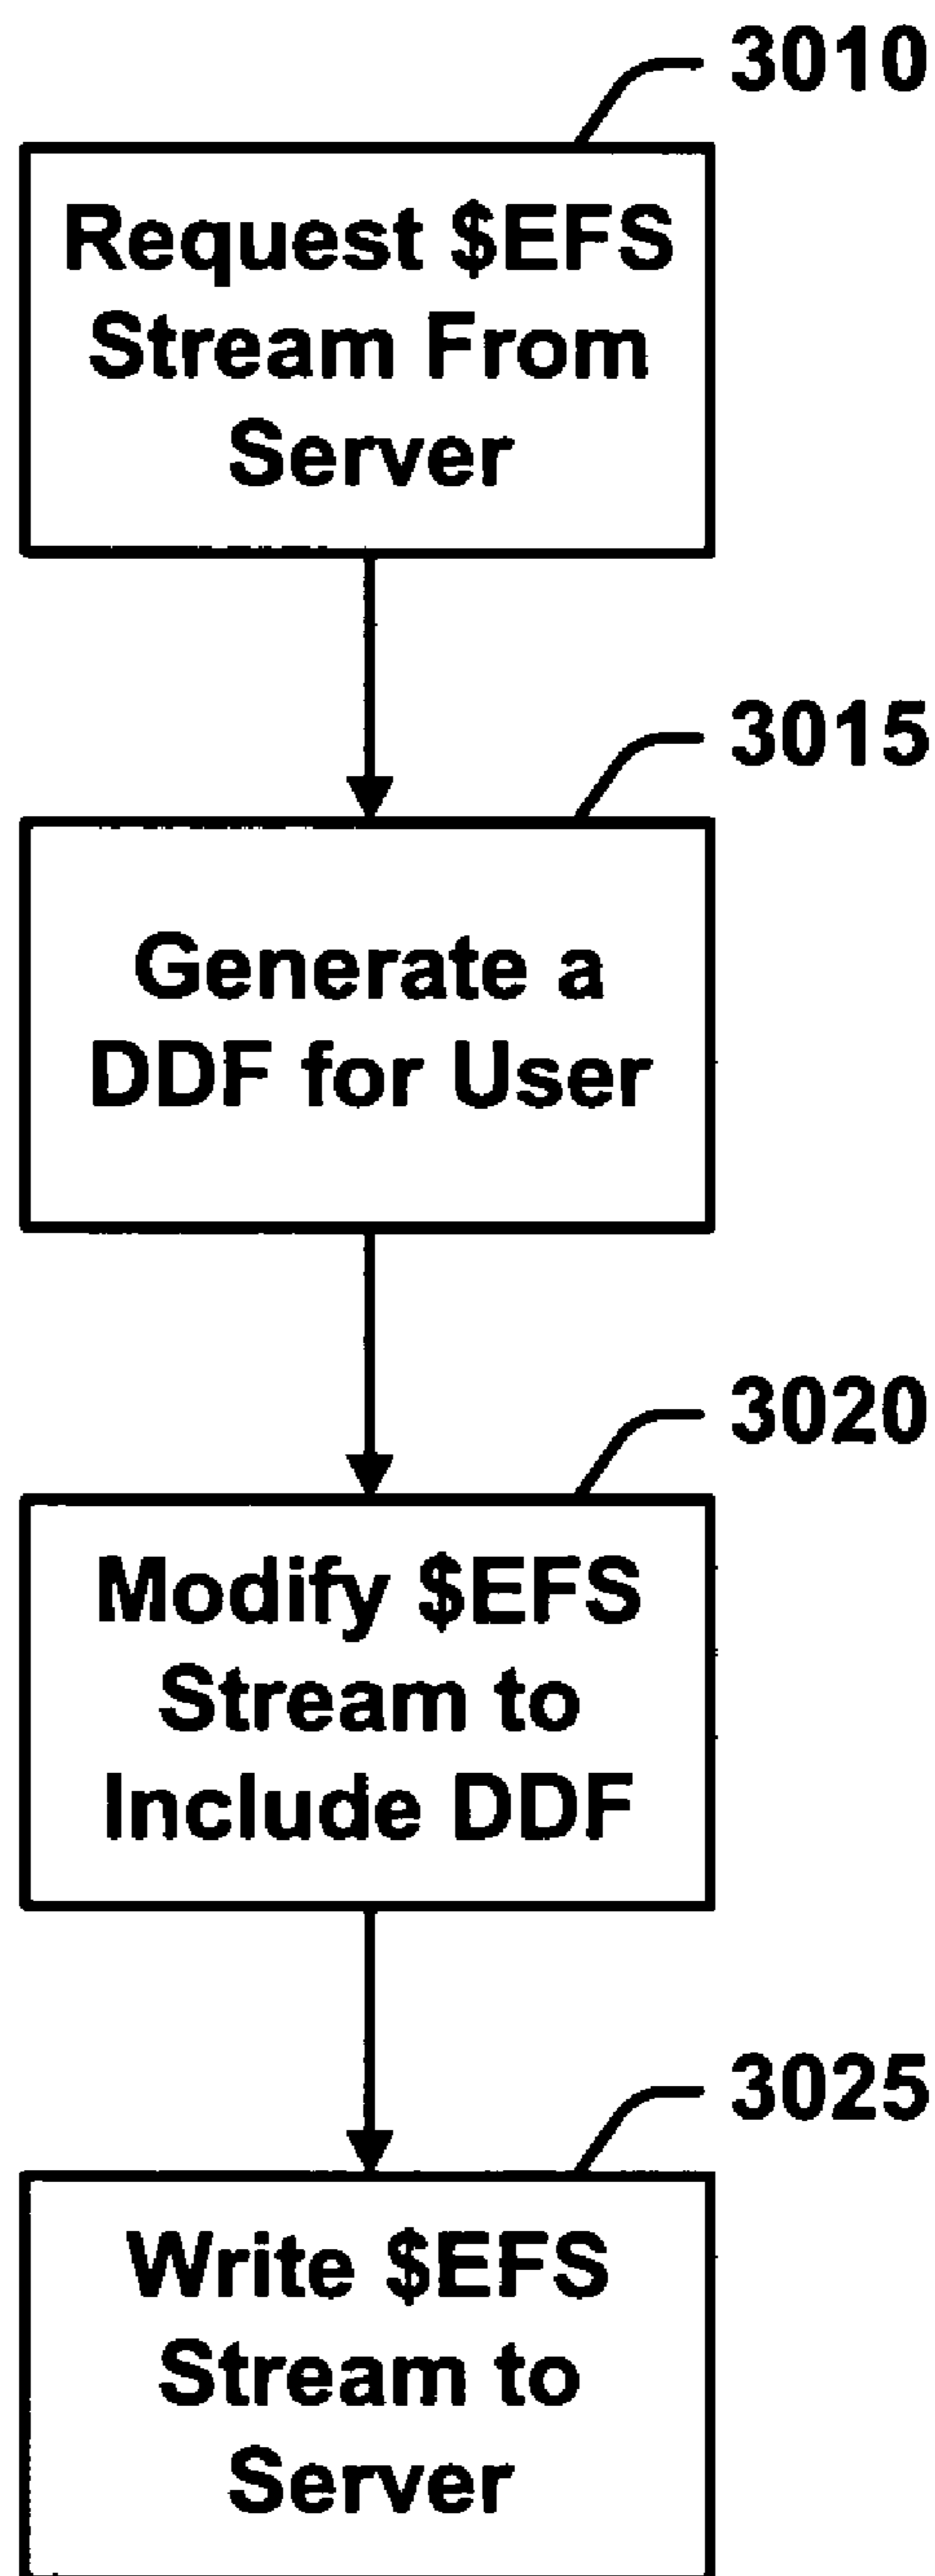 3010
Request $EFS
Stream From
Server
3015
Generate a
DDF for User
3020
Modify $EFS
Stream to
Include DDF
3025
Write $EFS
Stream to
Server